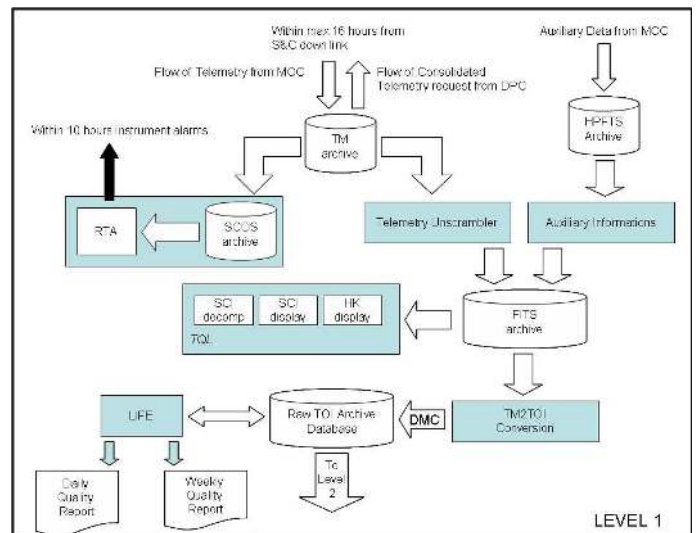 Within max 16 hours from
S&C down link
Auxiliary Data from MOC
Flow of Telemetry from MOC
Flow of Consolidated
Telemetry request from DPC
Within 10 hours instrument alarms
TM
archive
HPFTS
Archive
RTA
SCOS
archive
Telemetry Unscrambler
Auxiliary Informations
SCI
decomp
SCI
display
HK
display
TQL
FITS
archive
LIFE
Raw TOI Archive
Database
DMC
TM2TOI
Conversion
Daily
Quality
Report
Weekly
Quality
Report
To
Level
2
LEVEL 1